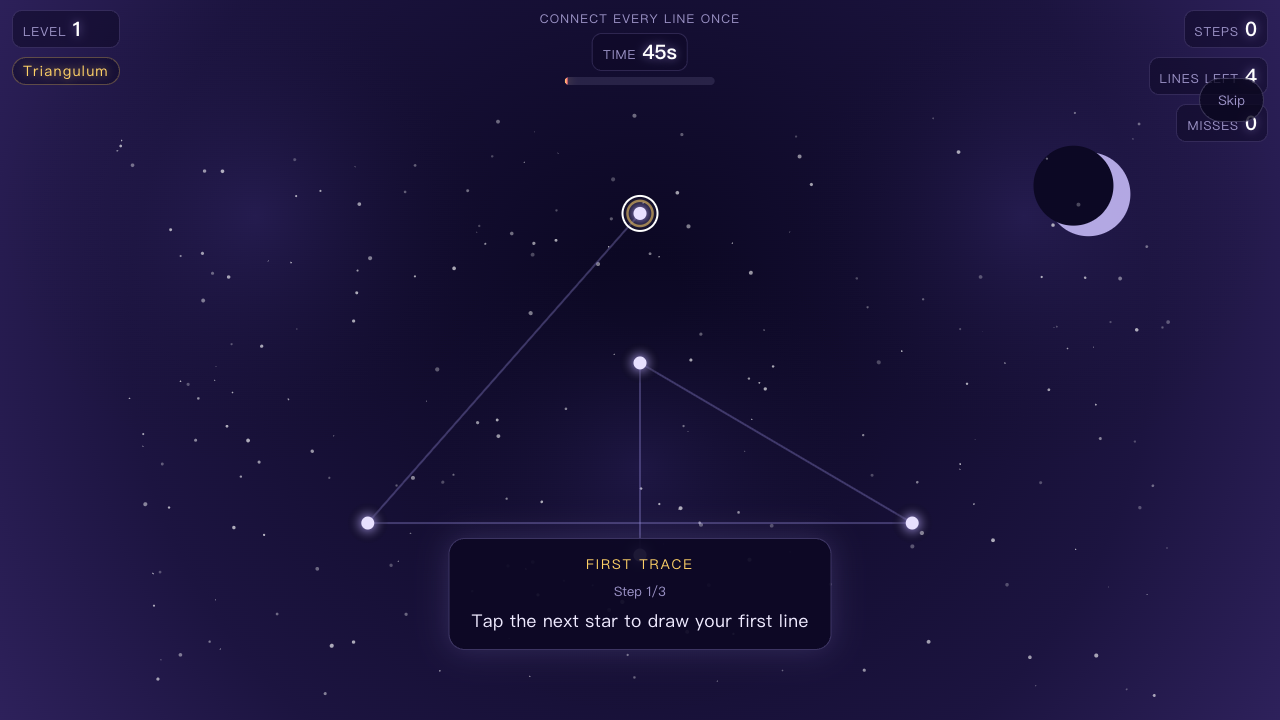 LEVEL 1
Triangulum
CONNECT EVERY LINE ONCE
TIME 45s
STEPS 0
LINES LEFT 4
Skip
MISSES 0
FIRST TRACE
Step 1/3
Tap the next star to draw your first line